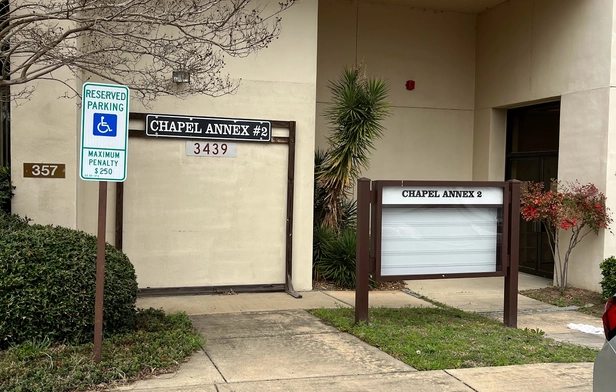 RESERVED
PARKING
MAXIMUM
PENALTY
$250
357
CHAPEL ANNEX #2
3439
CHAPEL ANNEX 2